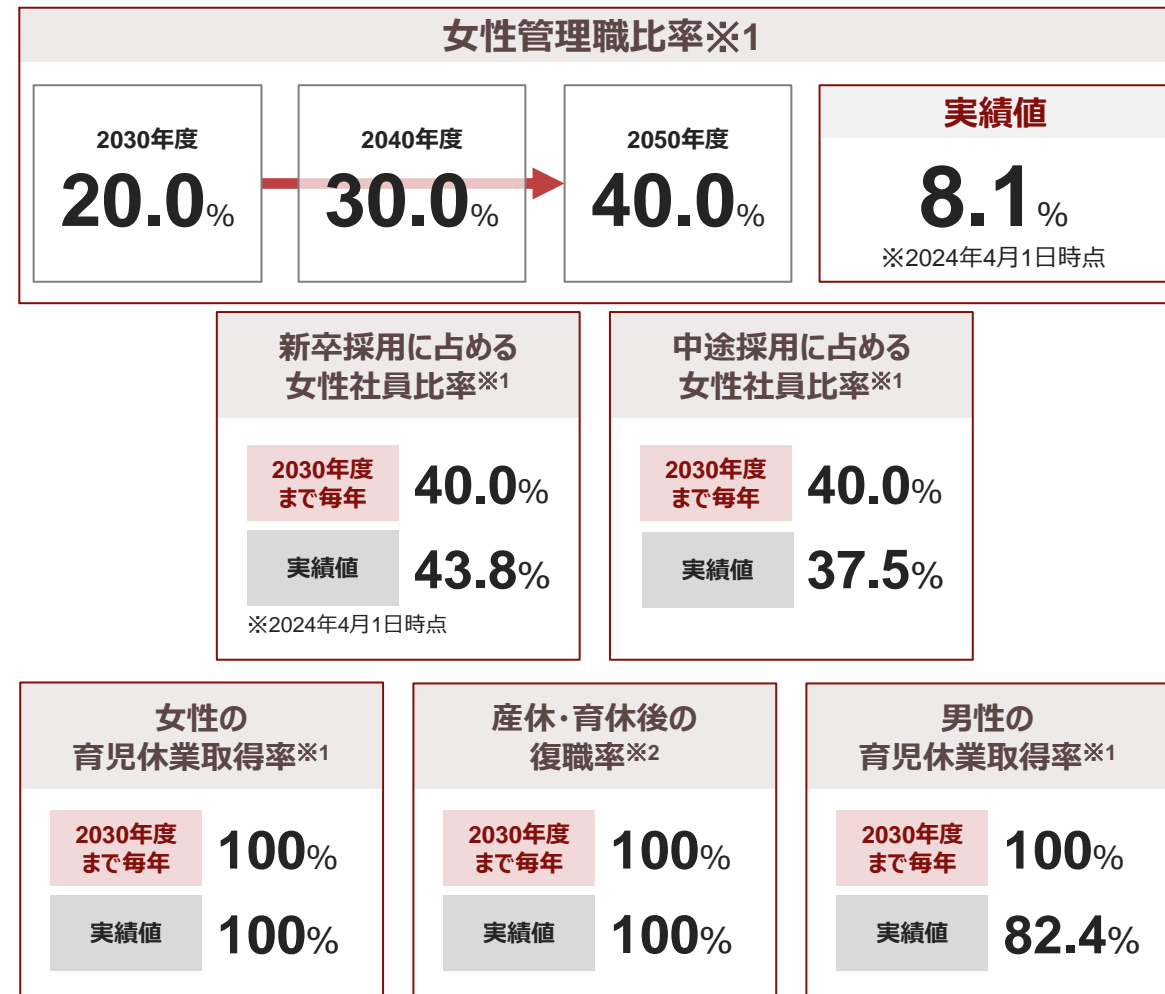 女性管理職比率※1
2030年度
20.0%
2040年度
30.0%
2050年度
40.0%
実績値
8.1%
※2024年4月1日時点
新卒採用に占める
女性社員比率※1
2030年度
まで毎年
40.0%
実績値
43.8%
※2024年4月1日時点
中途採用に占める
女性社員比率※1
2030年度
まで毎年
40.0%
実績値
37.5%
女性の
育児休業取得率※1
2030年度
まで毎年
100%
実績値
100%
産休・育休後の
復職率※2
2030年度
まで毎年
100%
実績値
100%
男性の
育児休業取得率※1
2030年度
まで毎年
100%
実績値
82.4%